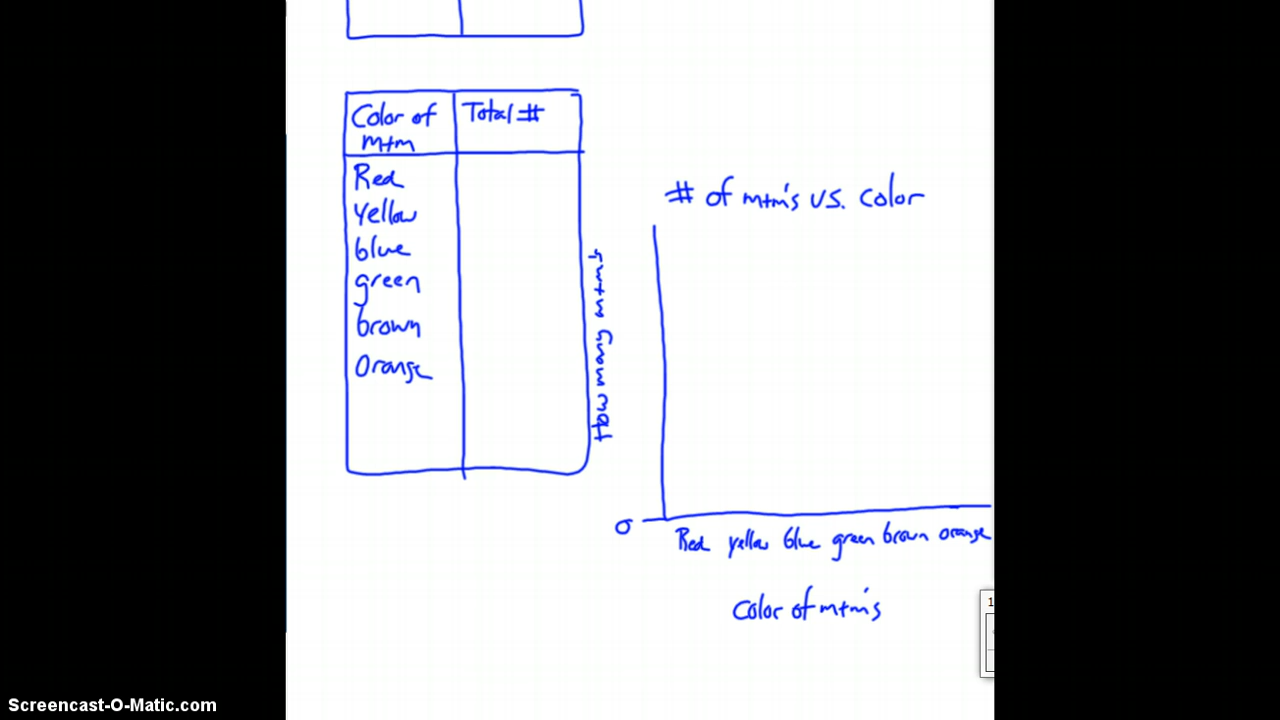 Color of
m+m
Total #
Red
yellow
blue
green
brown
Orange
# of m+m's vs. Color
How many m+m's
0
Red yellow blue green brown orange
Color of m+m's
1
Screencast-O-Matic.com